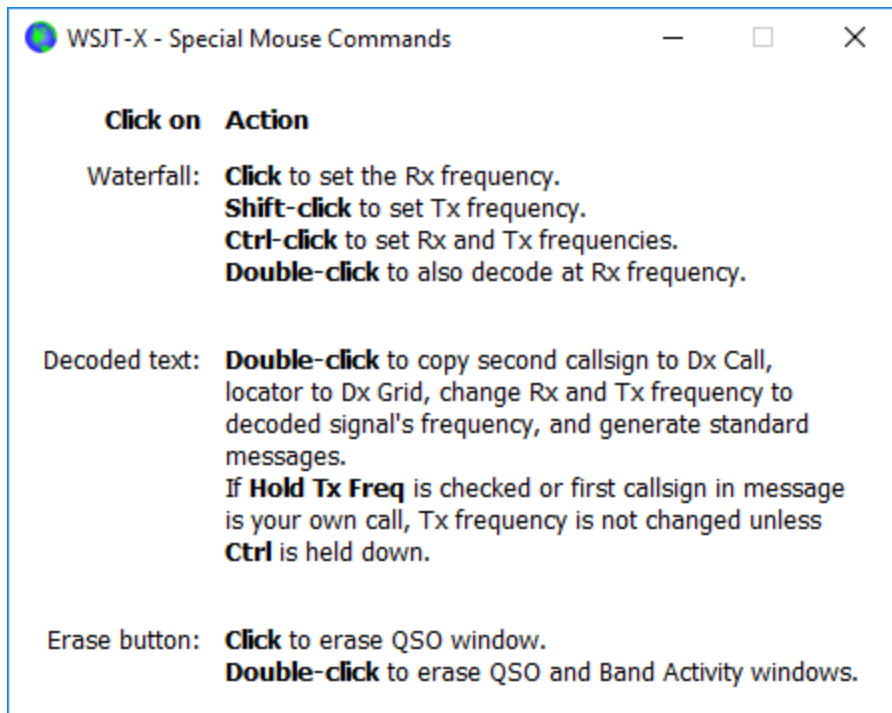 WSJT-X - Special Mouse Commands
Click on Action
Waterfall: Click to set the Rx frequency.
Shift-click to set Tx frequency.
Ctrl-click to set Rx and Tx frequencies.
Double-click to also decode at Rx frequency.
Decoded text: Double-click to copy second callsign to Dx Call,
locator to Dx Grid, change Rx and Tx frequency to
decoded signal's frequency, and generate standard
messages.
If Hold Tx Freq is checked or first callsign in message
is your own call, Tx frequency is not changed unless
Ctrl is held down.
Erase button: Click to erase QSO window.
Double-click to erase QSO and Band Activity windows.